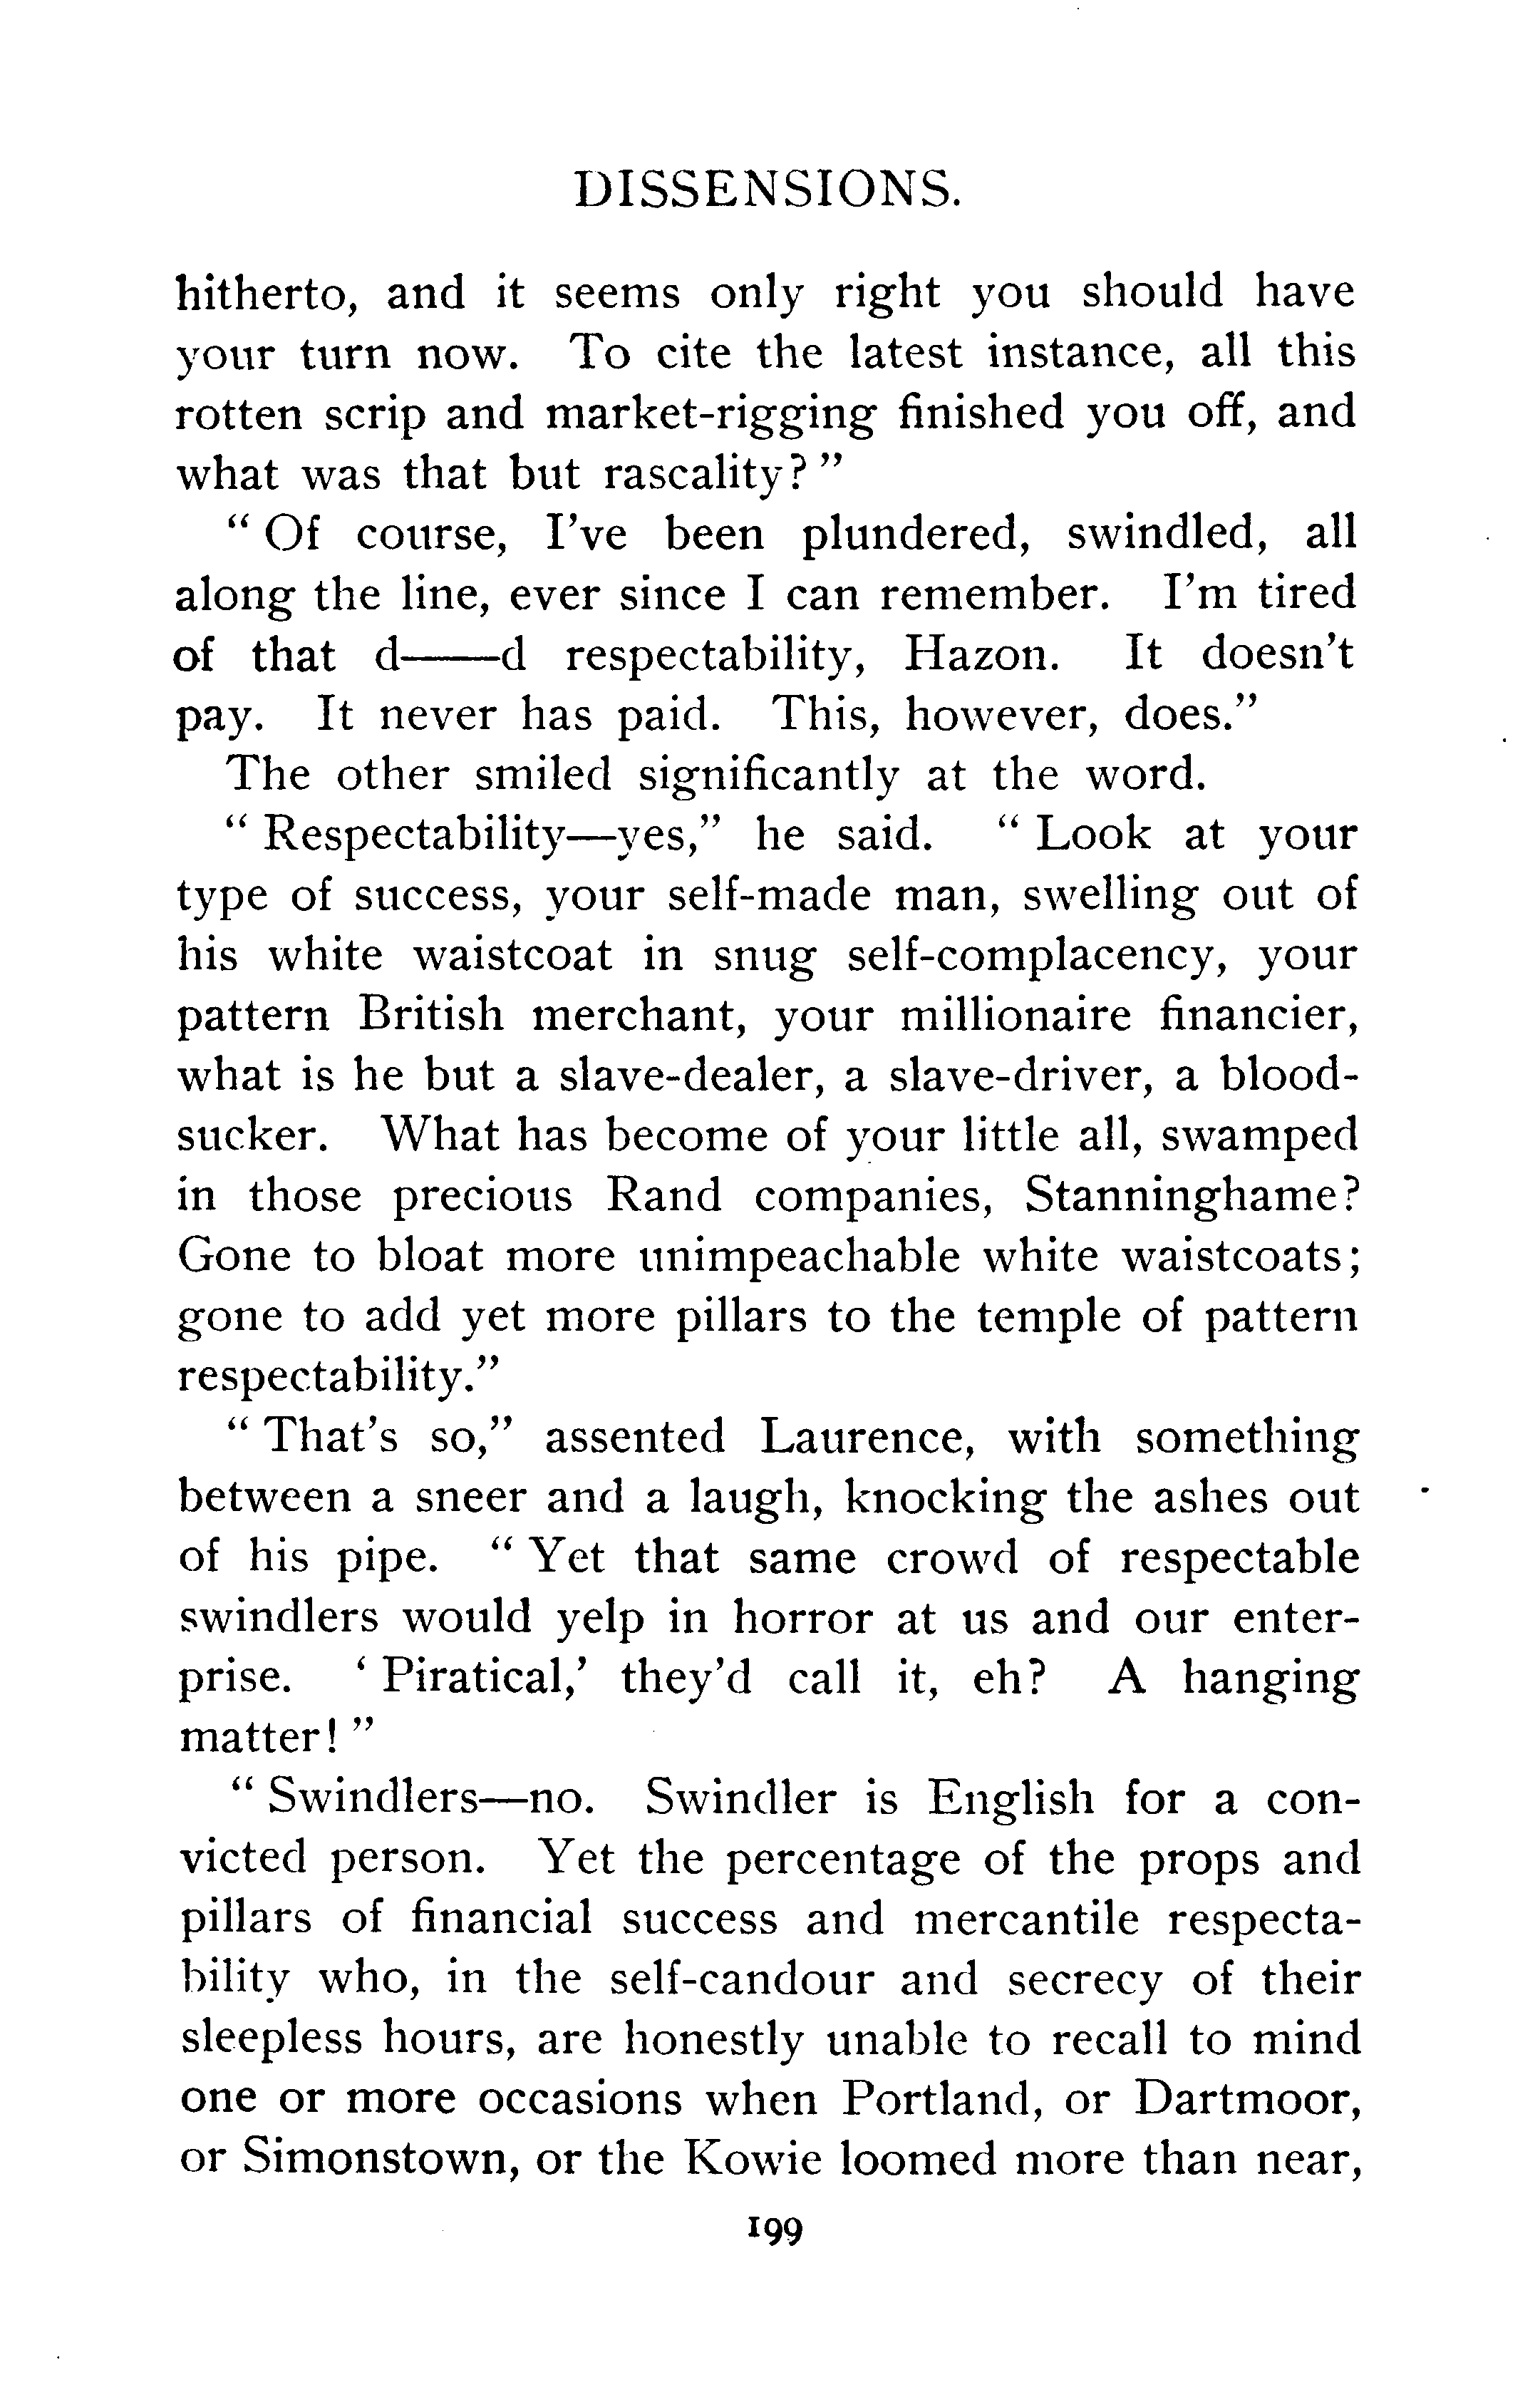 DISSENSIONS.
hitherto, and it seems only right you should have
your turn now. To cite the latest instance, all this
rotten scrip and market-rigging finished you off, and
what was that but rascality?"
"Of course, I've been plundered, swindled, all
along the line, ever since I can remember. I'm tired
of that d——d respectability, Hazon. It doesn't
pay. It never has paid. This, however, does."
The other smiled significantly at the word.
"Respectability—yes," he said. "Look at your
type of success, your self-made man, swelling out of
his white waistcoat in snug self-complacency, your
pattern British merchant, your millionaire financier,
what is he but a slave-dealer, a slave-driver, a blood-
sucker. What has become of your little all, swamped
in those precious Rand companies, Stanninghame?
Gone to bloat more unimpeachable white waistcoats;
gone to add yet more pillars to the temple of pattern
respectability."
"That's so," assented Laurence, with something
between a sneer and a laugh, knocking the ashes out
of his pipe. "Yet that same crowd of respectable
swindlers would yelp in horror at us and our enter-
prise. 'Piratical,' they'd call it, eh? A hanging
matter!"
"Swindlers—no. Swindler is English for a con-
victed person. Yet the percentage of the props and
pillars of financial success and mercantile respecta-
bility who, in the self-candour and secrecy of their
sleepless hours, are honestly unable to recall to mind
one or more occasions when Portland, or Dartmoor,
or Simonstown, or the Kowie loomed more than near,
199